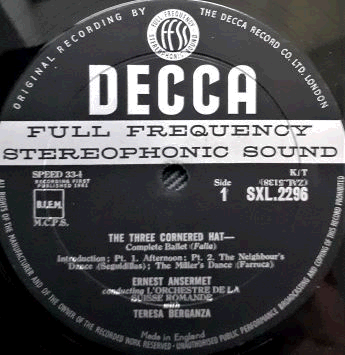 ORIGINAL RECORDING BY THE DECCA RECORD CO. LTD. LONDON
FULL FREQUENCY
FFSS
STEREOPHONIC SOUND
DECCA
FULL FREQUENCY
STEREOPHONIC SOUND
SPEED 33⅓
K/T
RECORDING FIRST
PUBLISHED 1961
(ZAL.5138)
Side
1
SXL.2296
B.I.E.M.
M.C.P.S.
THE THREE CORNERED HAT—
Complete Ballet (Falla)
Introduction; Pt. 1. Afternoon; Pt. 2. The Neighbour's
Dance (Seguidillas); The Miller's Dance (Farruca)
ERNEST ANSERMET
conducting L'ORCHESTRE DE LA
SUISSE ROMANDE
with
TERESA BERGANZA
Made in England
ALL RIGHTS OF THE MANUFACTURER AND OF THE OWNER OF THE RECORDED WORK RESERVED · UNAUTHORISED PUBLIC PERFORMANCE BROADCASTING AND COPYING OF THIS RECORD PROHIBITED